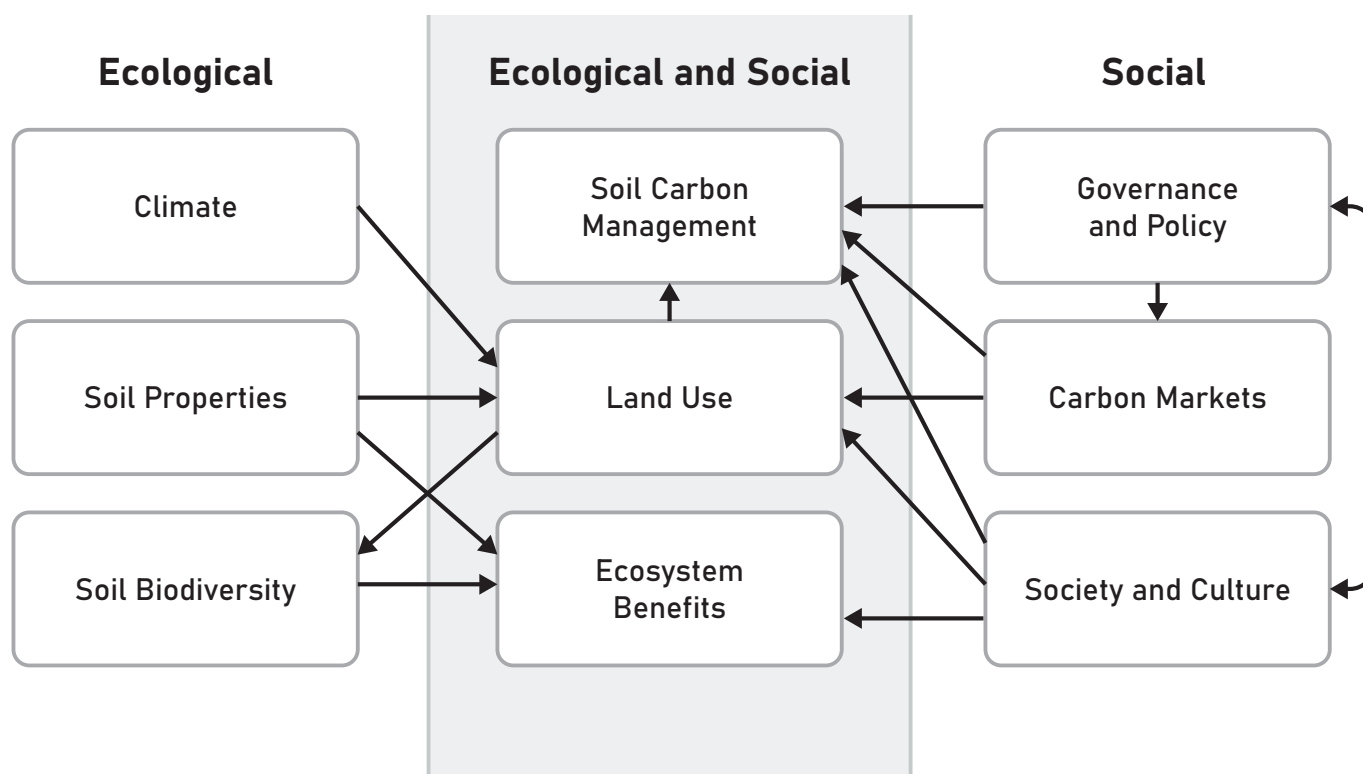 Ecological
Ecological and Social
Social
Climate
Soil Carbon
Management
Governance
and Policy
Soil Properties
Land Use
Carbon Markets
Soil Biodiversity
Ecosystem
Benefits
Society and Culture